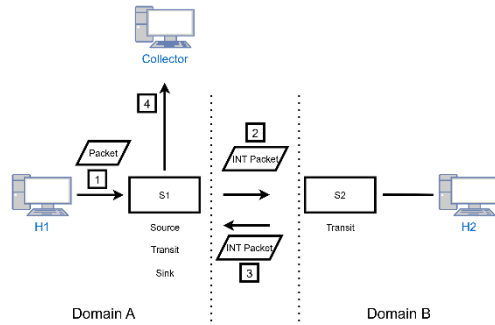 Collector
4
2
Packet
INT Packet
1
S1
S2
H1
H2
Source
Transit
Transit
INT Packet
Sink
3
Domain A
Domain B